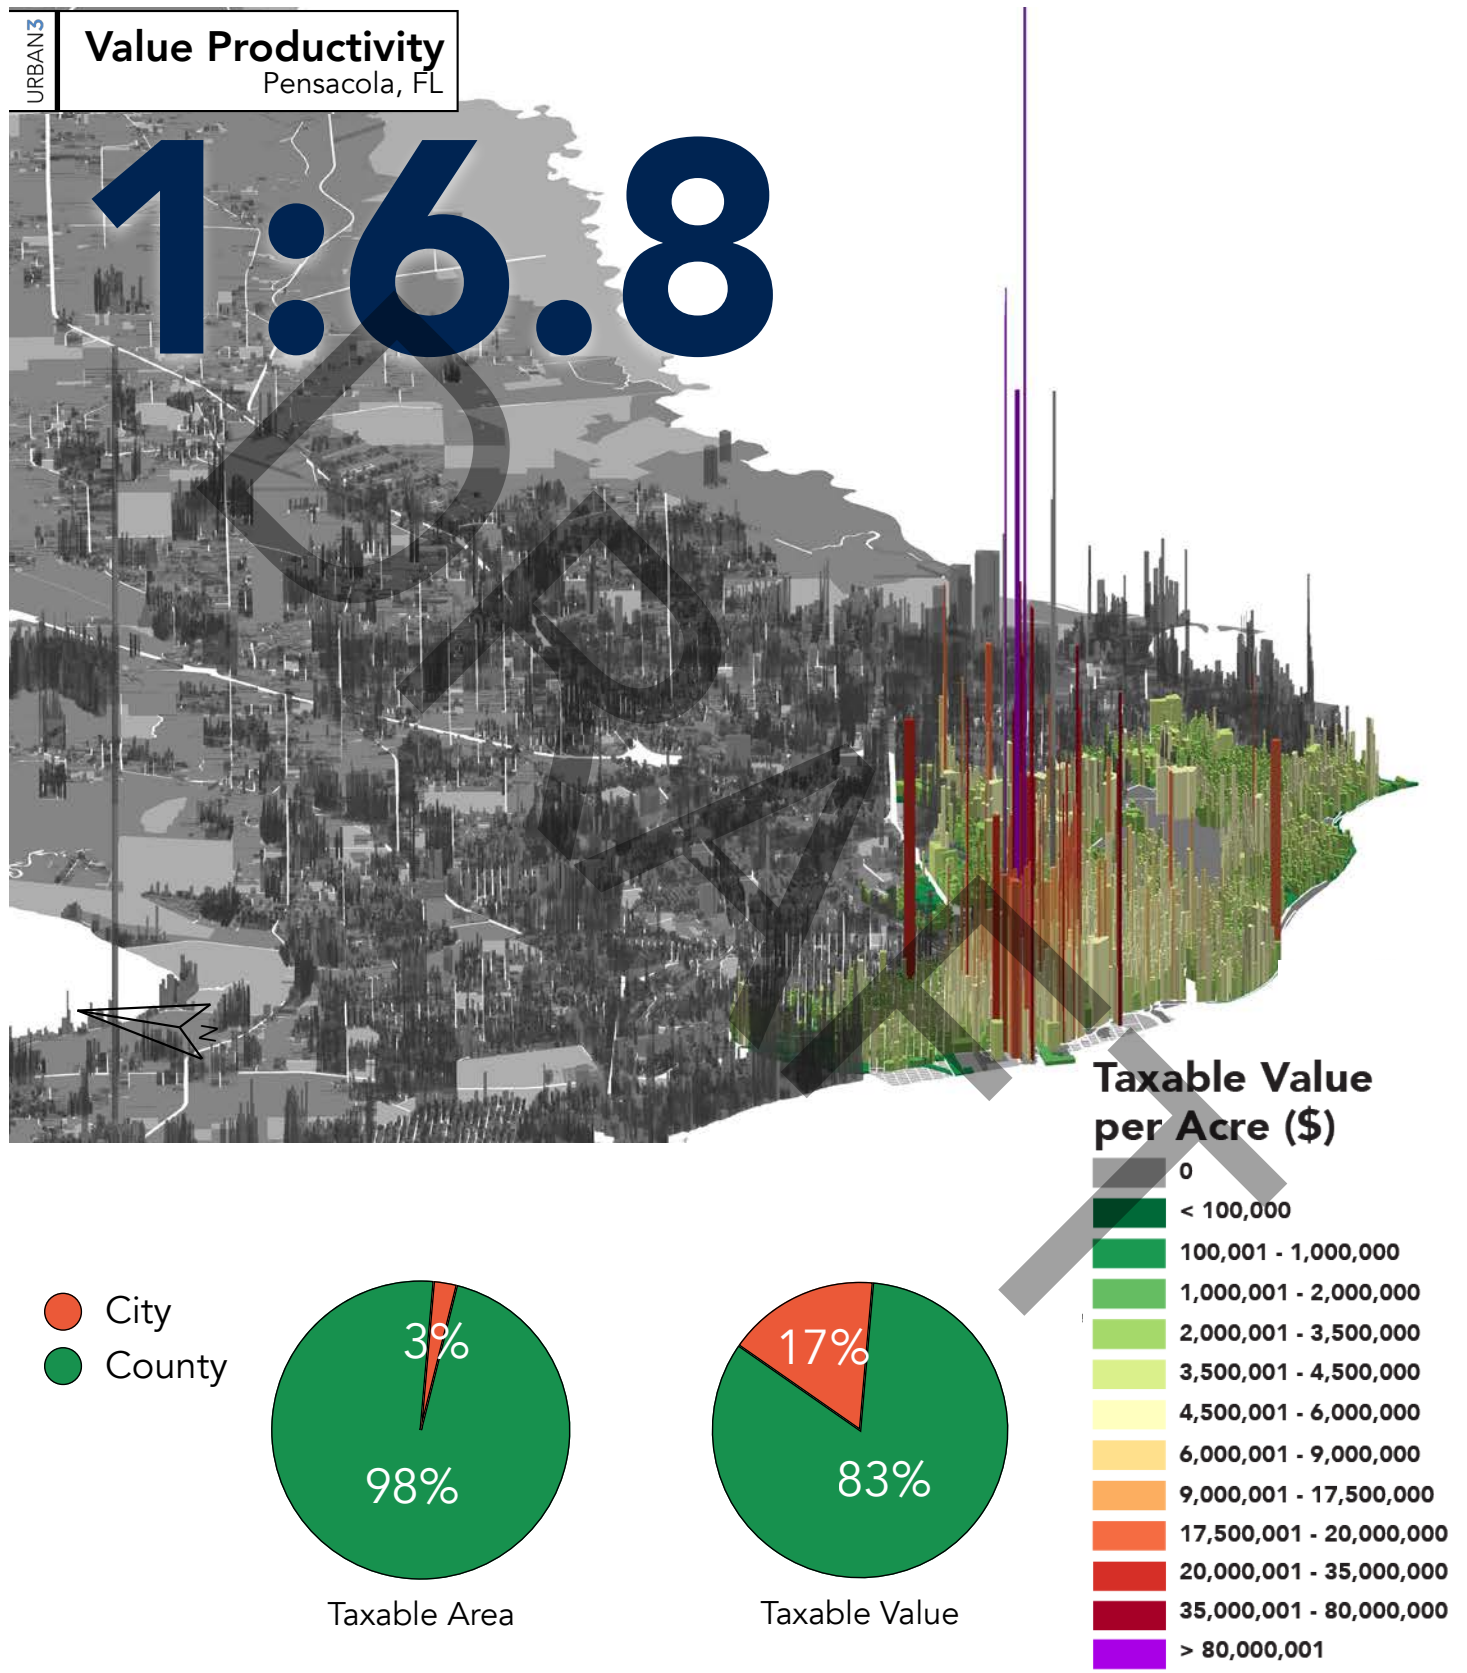 URBAN3
Value Productivity
Pensacola, FL
1:6.8
DRAFT
N
Taxable Value
per Acre ($)
0
< 100,000
100,001 - 1,000,000
1,000,001 - 2,000,000
2,000,001 - 3,500,000
3,500,001 - 4,500,000
4,500,001 - 6,000,000
6,000,001 - 9,000,000
9,000,001 - 17,500,000
17,500,001 - 20,000,000
20,000,001 - 35,000,000
35,000,001 - 80,000,000
> 80,000,001
City
County
3%
98%
Taxable Area
17%
83%
Taxable Value